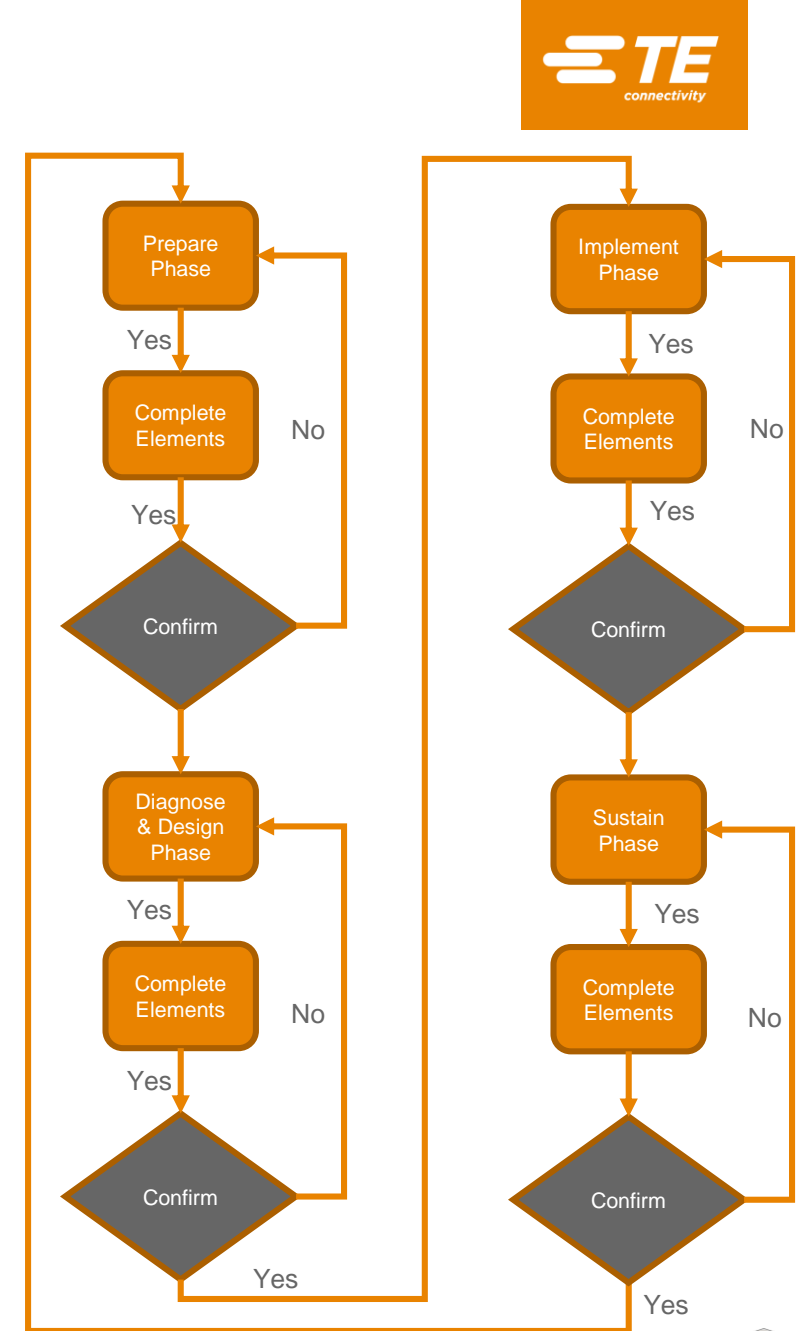 TE
connectivity
Prepare
Phase
Yes
Complete
Elements
No
Yes
Confirm
Diagnose
& Design
Phase
Yes
Complete
Elements
No
Yes
Confirm
Yes
Implement
Phase
Yes
Complete
Elements
No
Yes
Confirm
Sustain
Phase
Yes
Complete
Elements
No
Confirm
Yes